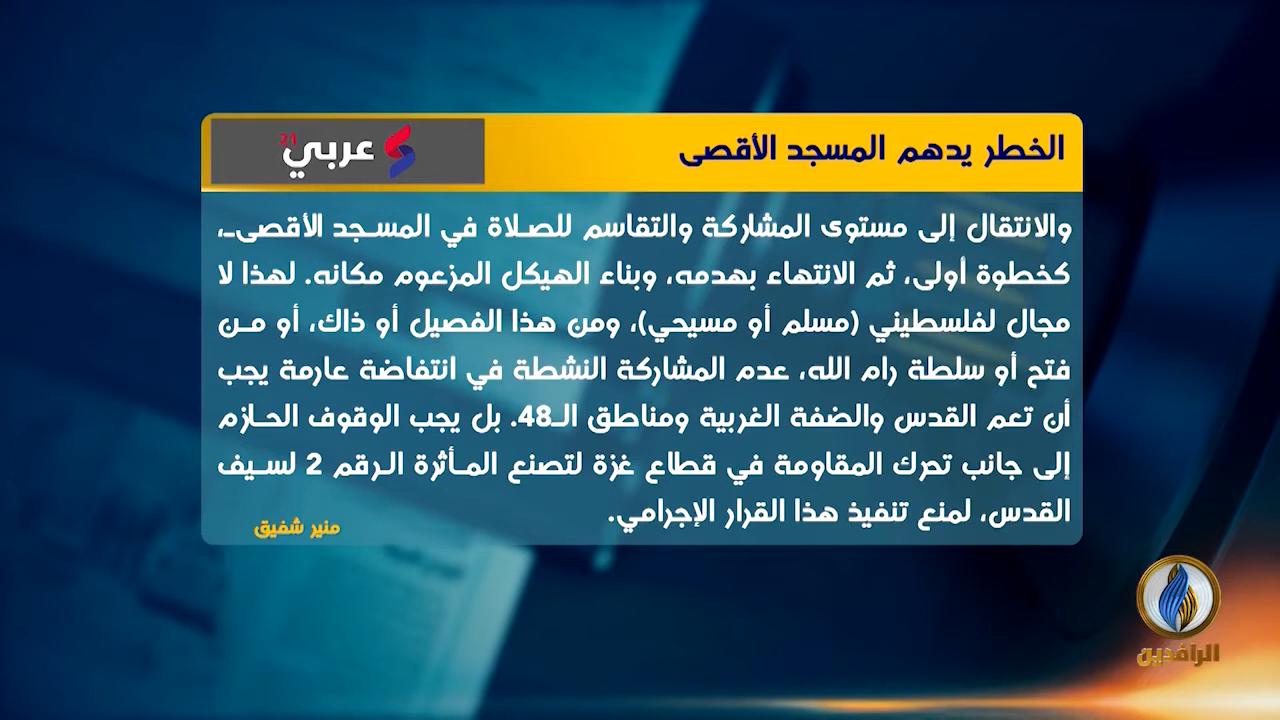 الخطر يدهم المسجد الأقصى
عربي 21
والانتقال إلى مستوى المشاركة والتقاسم للصلاة في المسجد الأقصى،
كخطوة أولى، ثم الانتهاء بهدمه، وبناء الهيكل المزعوم مكانه. لهذا لا
مجال لفلسطيني (مسلم أو مسيحي)، ومن هذا الفصيل أو ذاك، أو من
فتح أو سلطة رام الله، عدم المشاركة النشطة في انتفاضة عارمة يجب
أن تعم القدس والضفة الغربية ومناطق الـ48. بل يجب الوقوف الحازم
إلى جانب تحرك المقاومة في قطاع غزة لتصنع المأثرة الرقم 2 لسيف
القدس، لمنع تنفيذ هذا القرار الإجرامي.
منير شفيق
الرافدين